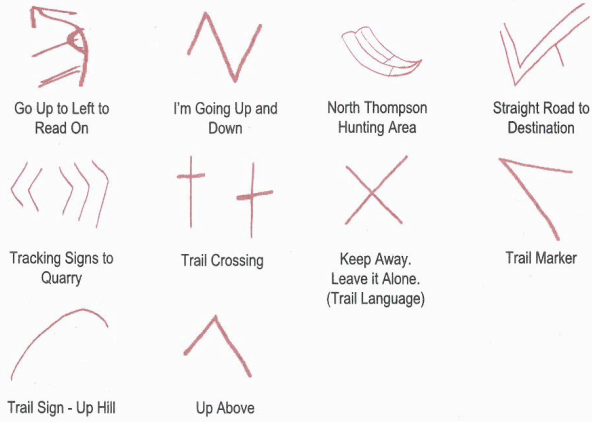 Go Up to Left to
Read On
I'm Going Up and
Down
North Thompson
Hunting Area
Straight Road to
Destination
Tracking Signs to
Quarry
Trail Crossing
Keep Away.
Leave it Alone.
(Trail Language)
Trail Marker
Trail Sign - Up Hill
Up Above